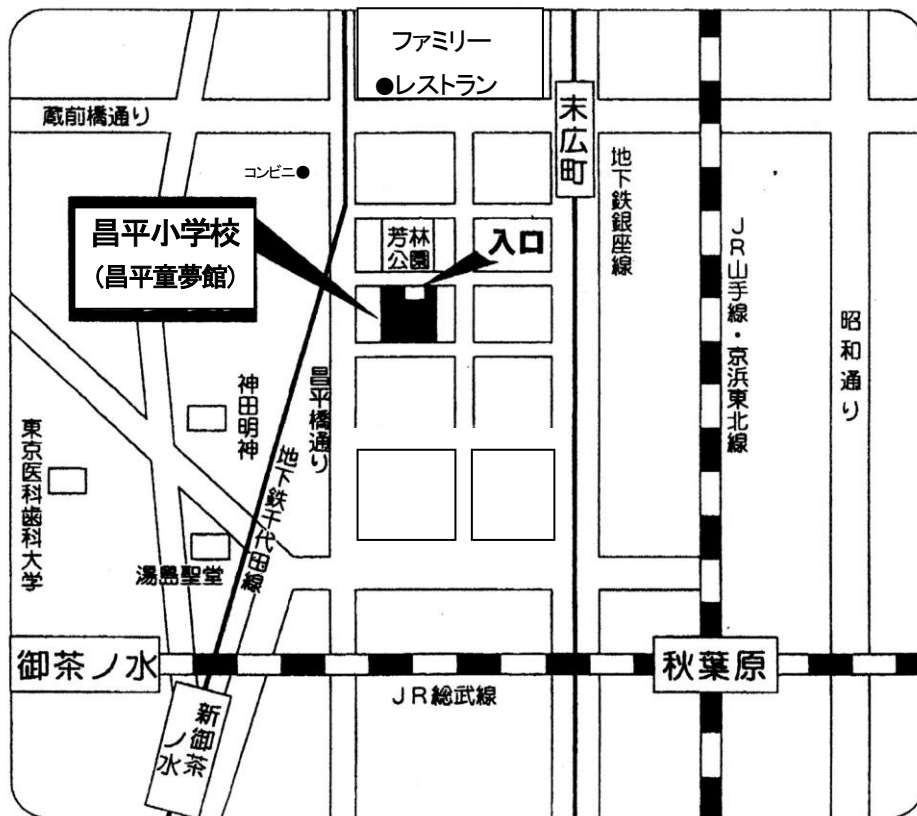 ファミリー
●レストラン
蔵前橋通り
末広町
コンビニ●
地下鉄銀座線
昌平小学校
(昌平童夢館)
芳林
公園
入口
JR山手線・京浜東北線
昭和通り
昌平橋通り
神田明神
東京医科歯科大学
地下鉄千代田線
湯島聖堂
御茶ノ水
秋葉原
JR総武線
新御茶
ノ水